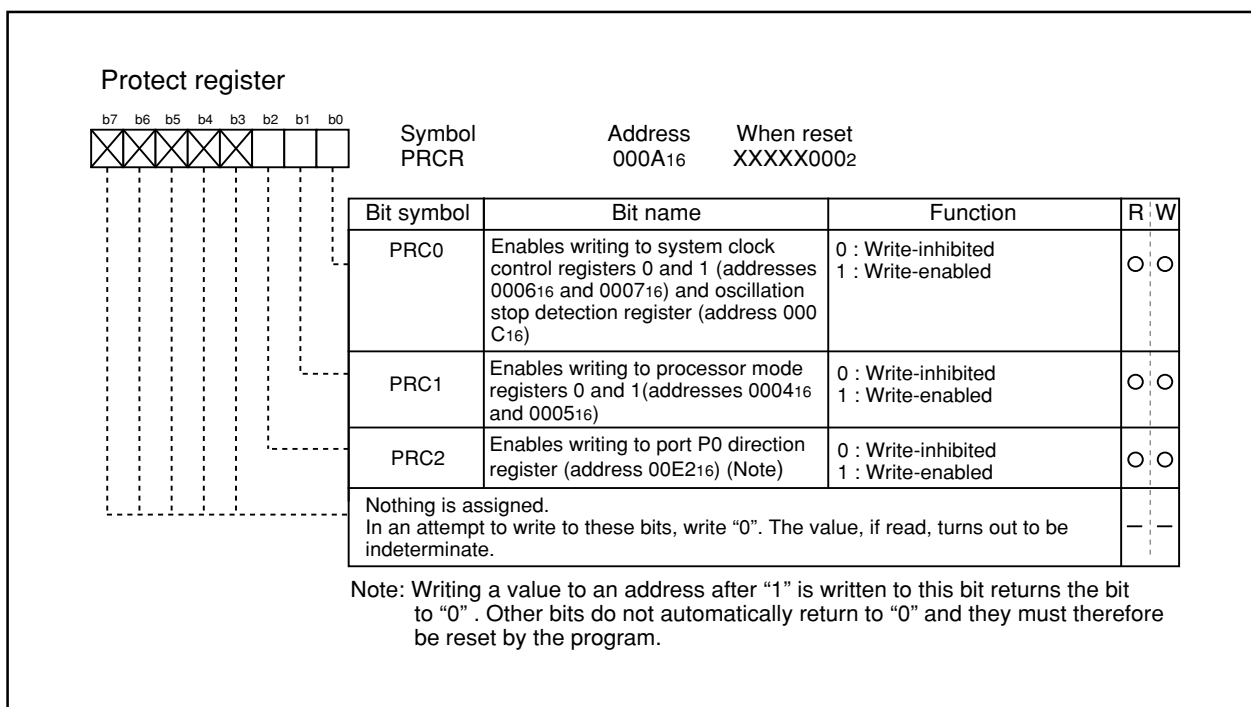 Protect register
b7 b6 b5 b4 b3 b2 b1 b0
Symbol Address When reset
PRCR 000A16 XXXXX0002
Bit symbol Bit name Function R W
PRC0 Enables writing to system clock 0 : Write-inhibited
control registers 0 and 1 (addresses 1 : Write-enabled
000616 and 000716) and oscillation
stop detection register (address 000
C16)
PRC1 Enables writing to processor mode 0 : Write-inhibited
registers 0 and 1(addresses 000416 1 : Write-enabled
and 000516)
PRC2 Enables writing to port P0 direction 0 : Write-inhibited
register (address 00E216) (Note) 1 : Write-enabled
Nothing is assigned.
In an attempt to write to these bits, write “0”. The value, if read, turns out to be
indeterminate.
Note: Writing a value to an address after “1” is written to this bit returns the bit
to “0” . Other bits do not automatically return to “0” and they must therefore
be reset by the program.